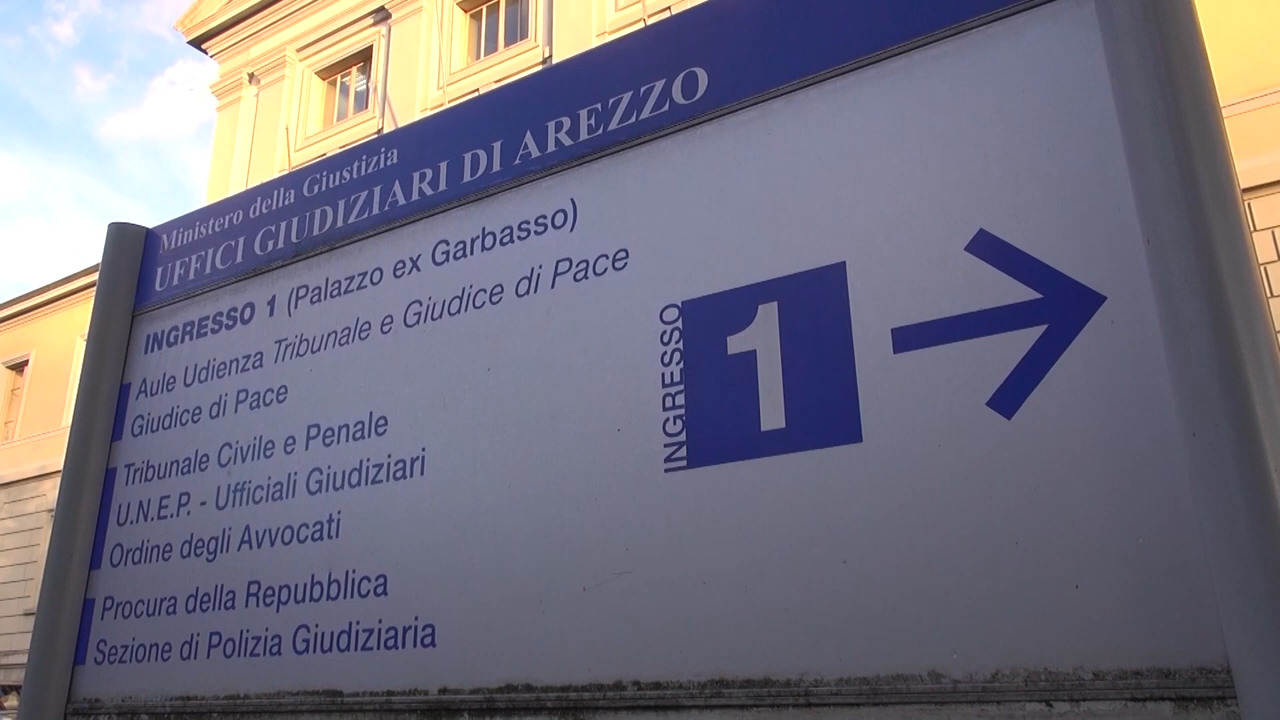 Ministero della Giustizia
UFFICI GIUDIZIARI DI AREZZO
INGRESSO 1 (Palazzo ex Garbasso)
Aule Udienza Tribunale e Giudice di Pace
Giudice di Pace
Tribunale Civile e Penale
U.N.E.P. - Ufficiali Giudiziari
Ordine degli Avvocati
Procura della Repubblica
Sezione di Polizia Giudiziaria
INGRESSO
1